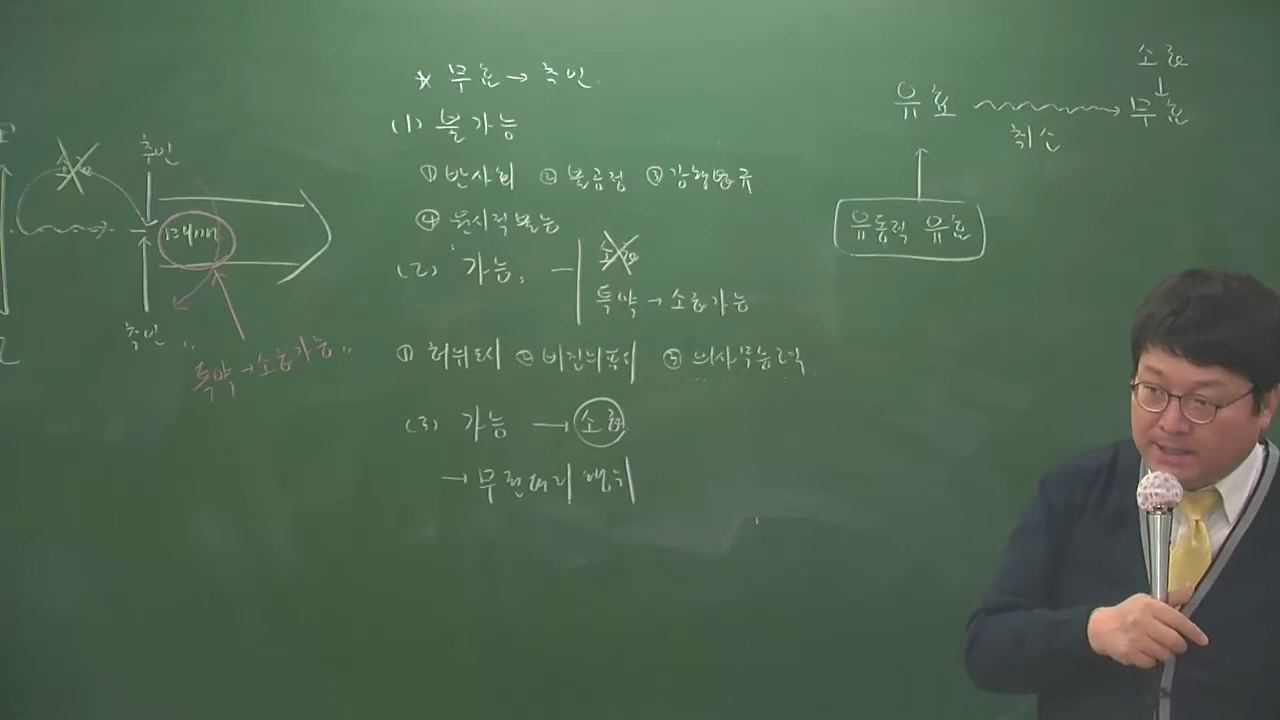 * 무효 → 추인.
(1) 불가능
① 반사회 ② 불공정 ③ 강행법규
④ 원시적 불능
(2) 가능. 소급
특약 → 소급가능
① 허위표시 ② 비진의표시 ③ 의사무능력
(3) 가능 → 소급
→ 무권대리행위
소급
추인
추인
"특약→소급가능"
소급
↓
유효 → 무효
취소
↑
유동적 유효